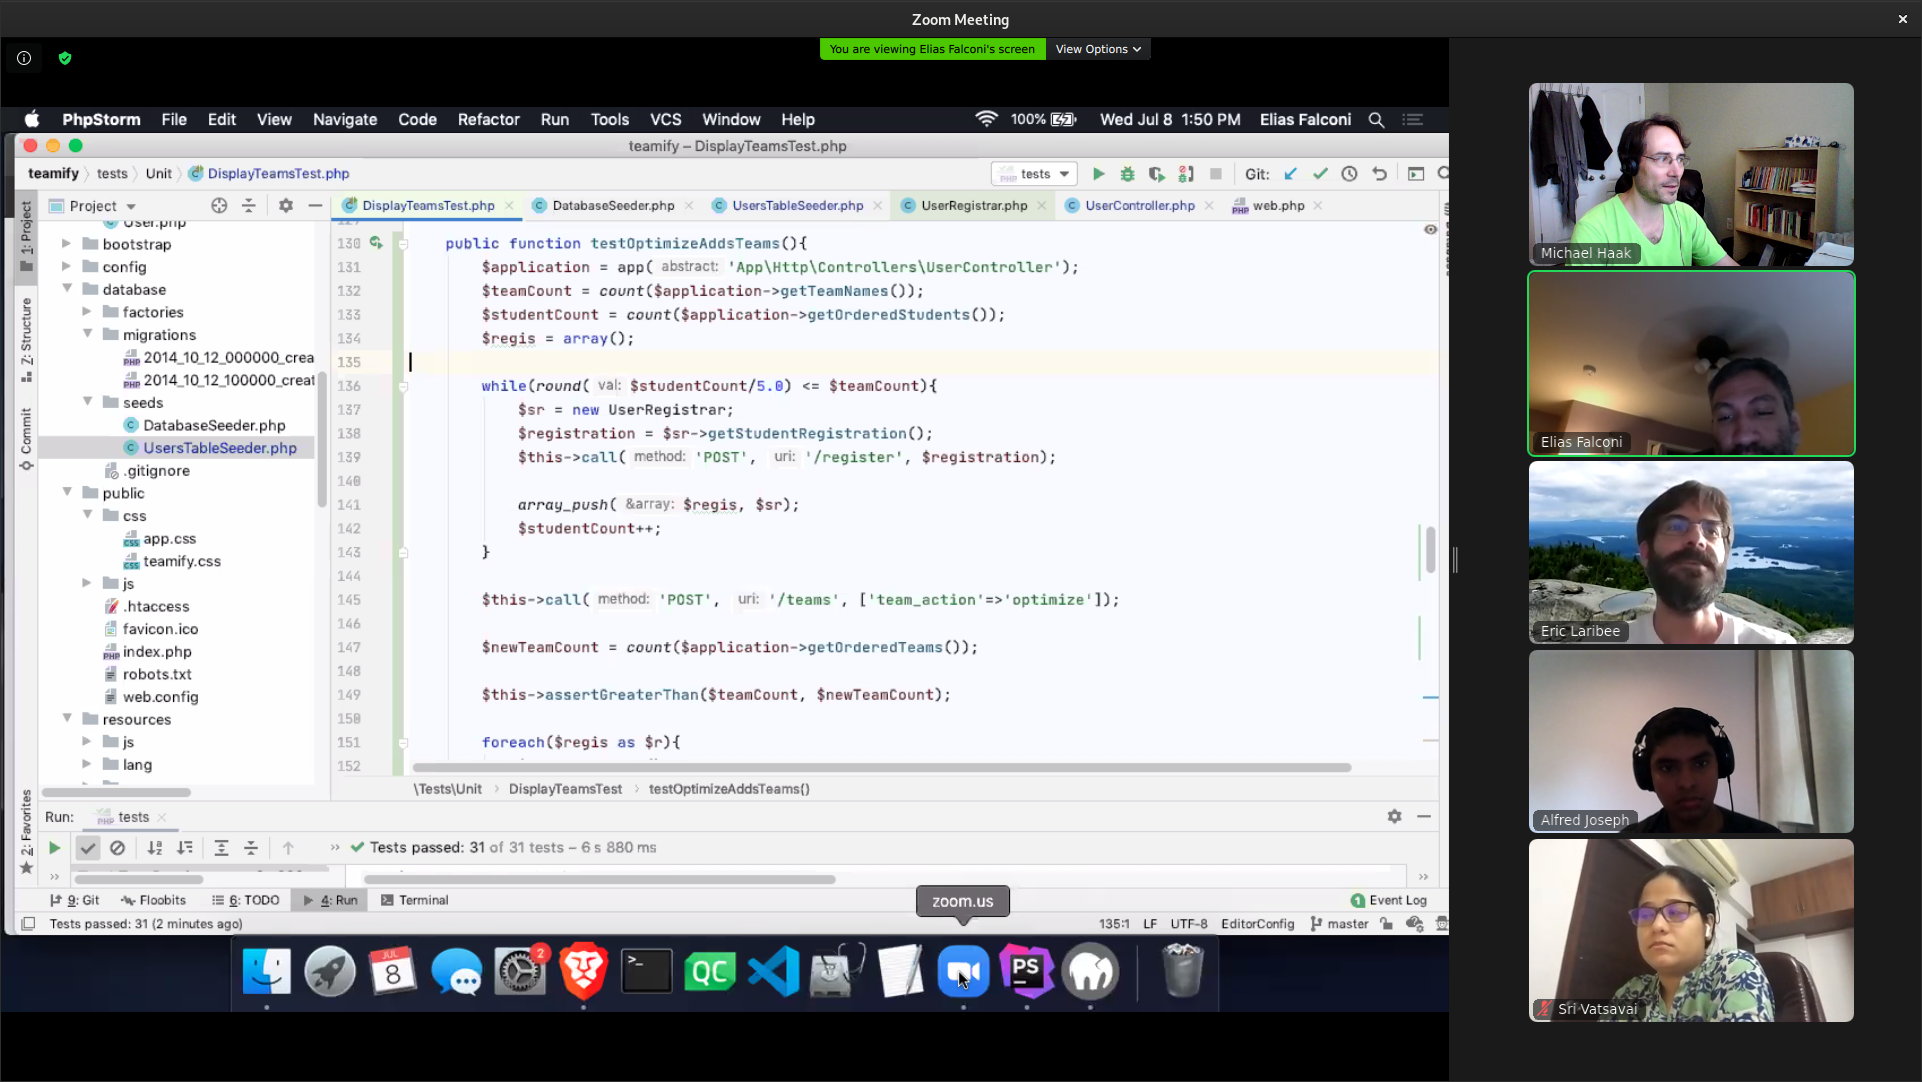 Zoom Meeting
You are viewing Elias Falconi's screen View Options
PhpStorm File Edit View Navigate Code Refactor Run Tools VCS Window Help 100% Wed Jul 8 1:50 PM Elias Falconi
teamify – DisplayTeamsTest.php
teamify tests Unit DisplayTeamsTest.php tests Git:
Project DisplayTeamsTest.php DatabaseSeeder.php UsersTableSeeder.php UserRegistrar.php UserController.php web.php
1: Project
Z: Structure
Commit
2: Favorites
User.php
bootstrap
config
database
factories
migrations
2014_10_12_000000_crea
2014_10_12_100000_creat
seeds
DatabaseSeeder.php
UsersTableSeeder.php
.gitignore
public
css
app.css
teamify.css
js
.htaccess
favicon.ico
index.php
robots.txt
web.config
resources
js
lang
130 public function testOptimizeAddsTeams(){
131 $application = app( abstract: 'App\Http\Controllers\UserController');
132 $teamCount = count($application->getTeamNames());
133 $studentCount = count($application->getOrderedStudents());
134 $regis = array();
135
136 while(round( val: $studentCount/5.0) <= $teamCount){
137 $sr = new UserRegistrar;
138 $registration = $sr->getStudentRegistration();
139 $this->call( method: 'POST', uri: '/register', $registration);
140
141 array_push( &array: $regis, $sr);
142 $studentCount++;
143 }
144
145 $this->call( method: 'POST', uri: '/teams', ['team_action'=>'optimize']);
146
147 $newTeamCount = count($application->getOrderedTeams());
148
149 $this->assertGreaterThan($teamCount, $newTeamCount);
150
151 foreach($regis as $r){
152
\Tests\Unit DisplayTeamsTest testOptimizeAddsTeams()
Run: tests
Tests passed: 31 of 31 tests – 6 s 880 ms
9: Git Floobits 6: TODO 4: Run Terminal 1 Event Log
Tests passed: 31 (2 minutes ago) 135:1 LF UTF-8 EditorConfig master
zoom.us
JUL
8
2
QC
PS
Michael Haak
Elias Falconi
Eric Laribee
Alfred Joseph
Sri Vatsavai